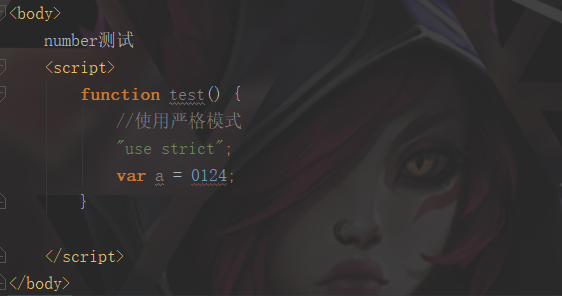 <body>
number测试
<script>
function test() {
//使用严格模式
"use strict";
var a = 0124;
}
</script>
</body>